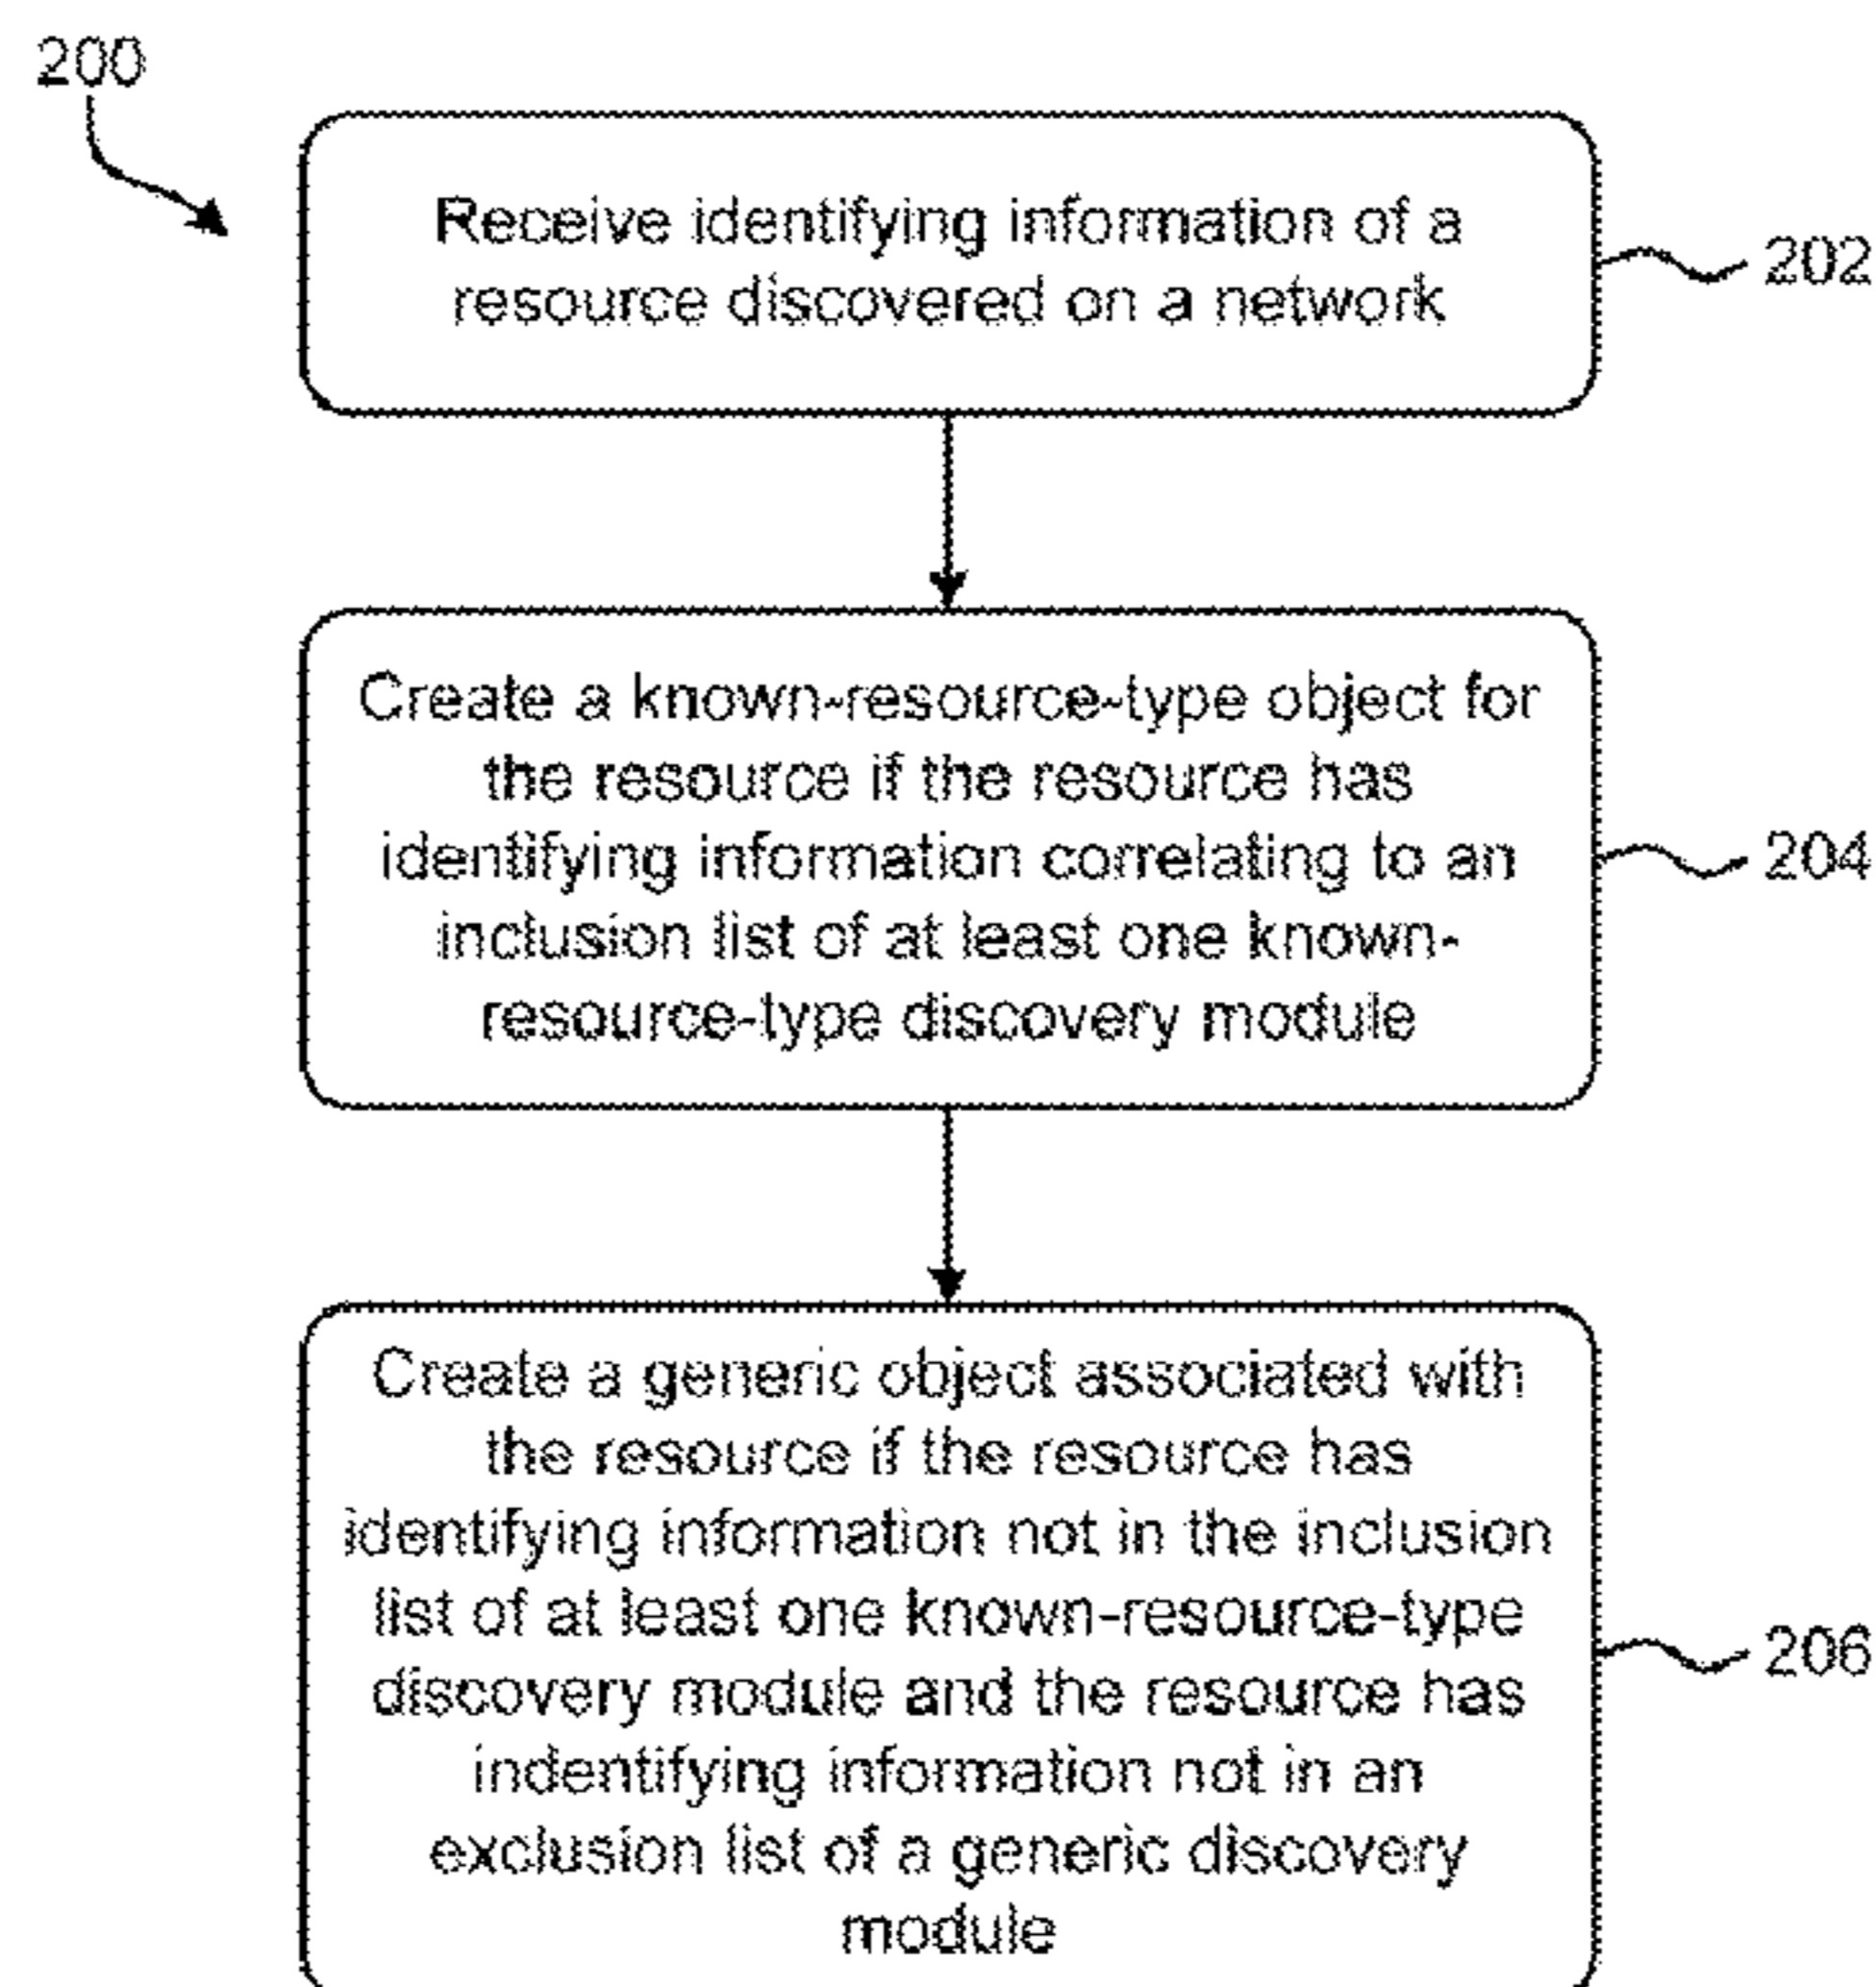 200
Receive identifying information of a
resource discovered on a network
202
Create a known-resource-type object for
the resource if the resource has
identifying information correlating to an
inclusion list of at least one known-
resource-type discovery module
204
Create a generic object associated with
the resource if the resource has
identifying information not in the inclusion
list of at least one known-resource-type
discovery module and the resource has
indentifying information not in an
exclusion list of a generic discovery
module
206